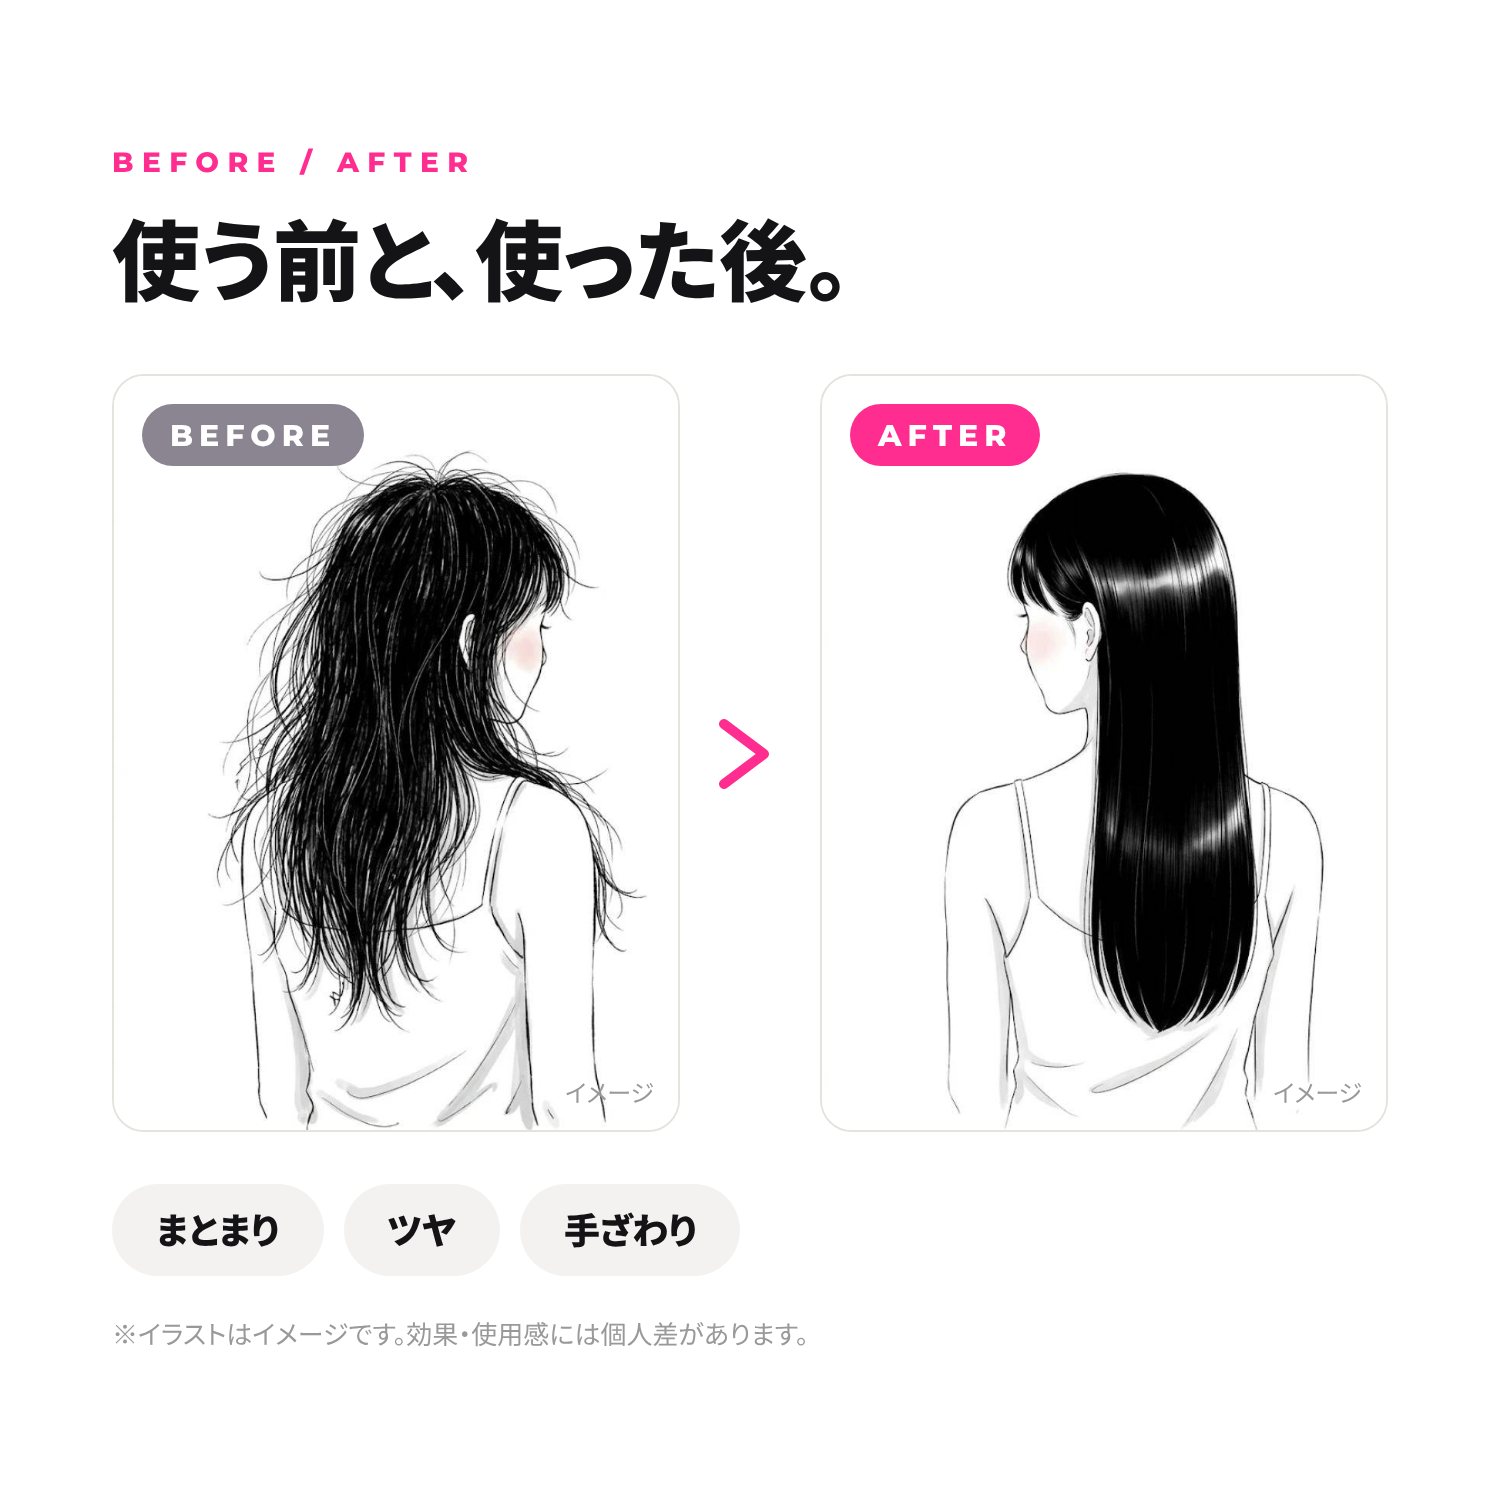 BEFORE / AFTER
使う前と、使った後。
BEFORE
イメージ
AFTER
イメージ
まとまり
ツヤ
手ざわり
※イラストはイメージです。効果・使用感には個人差があります。